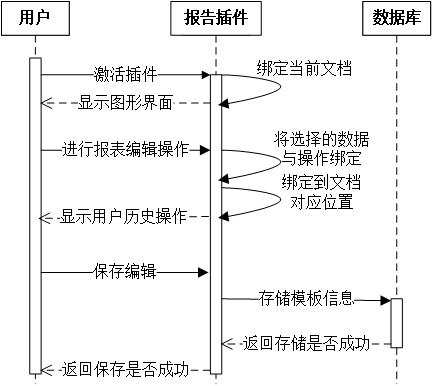 用户
报告插件
数据库
激活插件
绑定当前文档
显示图形界面
进行报表编辑操作
将选择的数据
与操作绑定
绑定到文档
对应位置
显示用户历史操作
保存编辑
存储模板信息
返回存储是否成功
返回保存是否成功